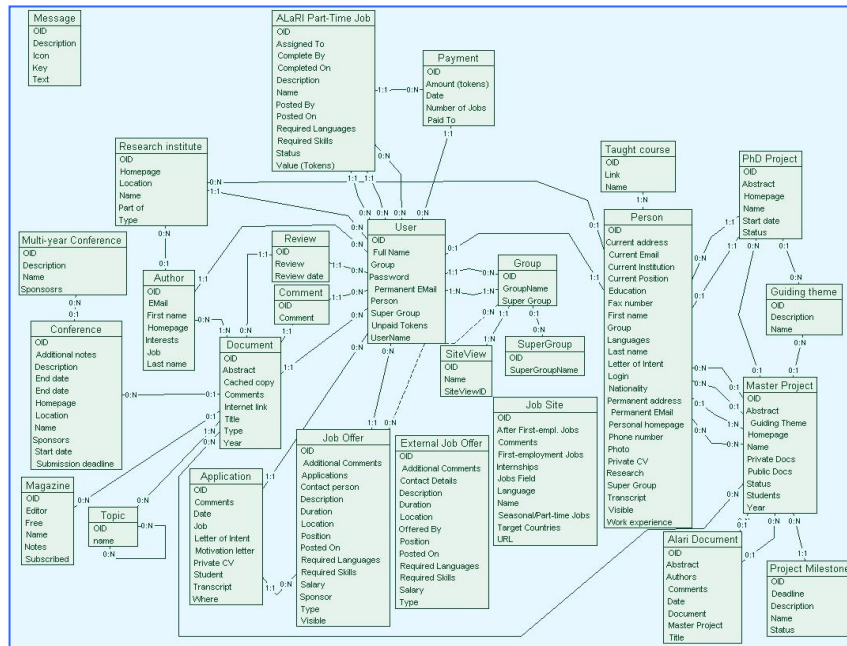 Message
OID
Description
Icon
Key
Text
ALaRI Part-Time Job
OID
Assigned To
Complete By
Completed On
Description
Name
Posted By
Posted On
Required Languages
Required Skills
Status
Value (Tokens)
Payment
OID
Amount (tokens)
Date
Number of Jobs
Paid To
Research institute
OID
Homepage
Location
Name
Part of
Type
Taught course
OID
Link
Name
PhD Project
OID
Abstract
Homepage
Name
Start date
Status
Multi-year Conference
OID
Description
Name
Sponsosrs
Author
OID
EMail
First name
Homepage
Interests
Job
Last name
Review
OID
Review
Review date
Comment
OID
Comment
User
OID
Full Name
Group
Password
Permanent EMail
Person
Super Group
Unpaid Tokens
UserName
Group
OID
GroupName
Super Group
SuperGroup
OID
SuperGroupName
SiteView
OID
Name
SiteViewID
Person
OID
Current address
Current Email
Current Institution
Current Position
Education
Fax number
First name
Group
Languages
Last name
Letter of Intent
Login
Nationality
Permanent address
Permanent EMail
Personal homepage
Phone number
Photo
Private CV
Research
Super Group
Transcript
Visible
Work experience
Guiding theme
OID
Description
Name
Conference
OID
Additional notes
Description
End date
End date
Homepage
Location
Name
Sponsors
Start date
Submission deadline
Document
OID
Abstract
Cached copy
Comments
Internet link
Title
Type
Year
Master Project
OID
Abstract
Guiding Theme
Homepage
Name
Private Docs
Public Docs
Status
Students
Year
Magazine
OID
Editor
Free
Name
Notes
Subscribed
Topic
OID
name
Application
OID
Comments
Date
Job
Letter of Intent
Motivation letter
Private CV
Student
Transcript
Where
Job Offer
OID
Additional Comments
Applications
Contact person
Description
Duration
Location
Position
Posted On
Required Languages
Required Skills
Salary
Sponsor
Type
Visible
External Job Offer
OID
Additional Comments
Contact Details
Description
Duration
Location
Offered By
Position
Posted On
Required Languages
Required Skills
Salary
Type
Job Site
OID
After First-empl. Jobs
Comments
First-employment Jobs
Internships
Jobs Field
Language
Name
Seasonal/Part-time Jobs
Target Countries
URL
Alari Document
OID
Abstract
Authors
Comments
Date
Document
Master Project
Title
Project Milestone
OID
Deadline
Description
Name
Status